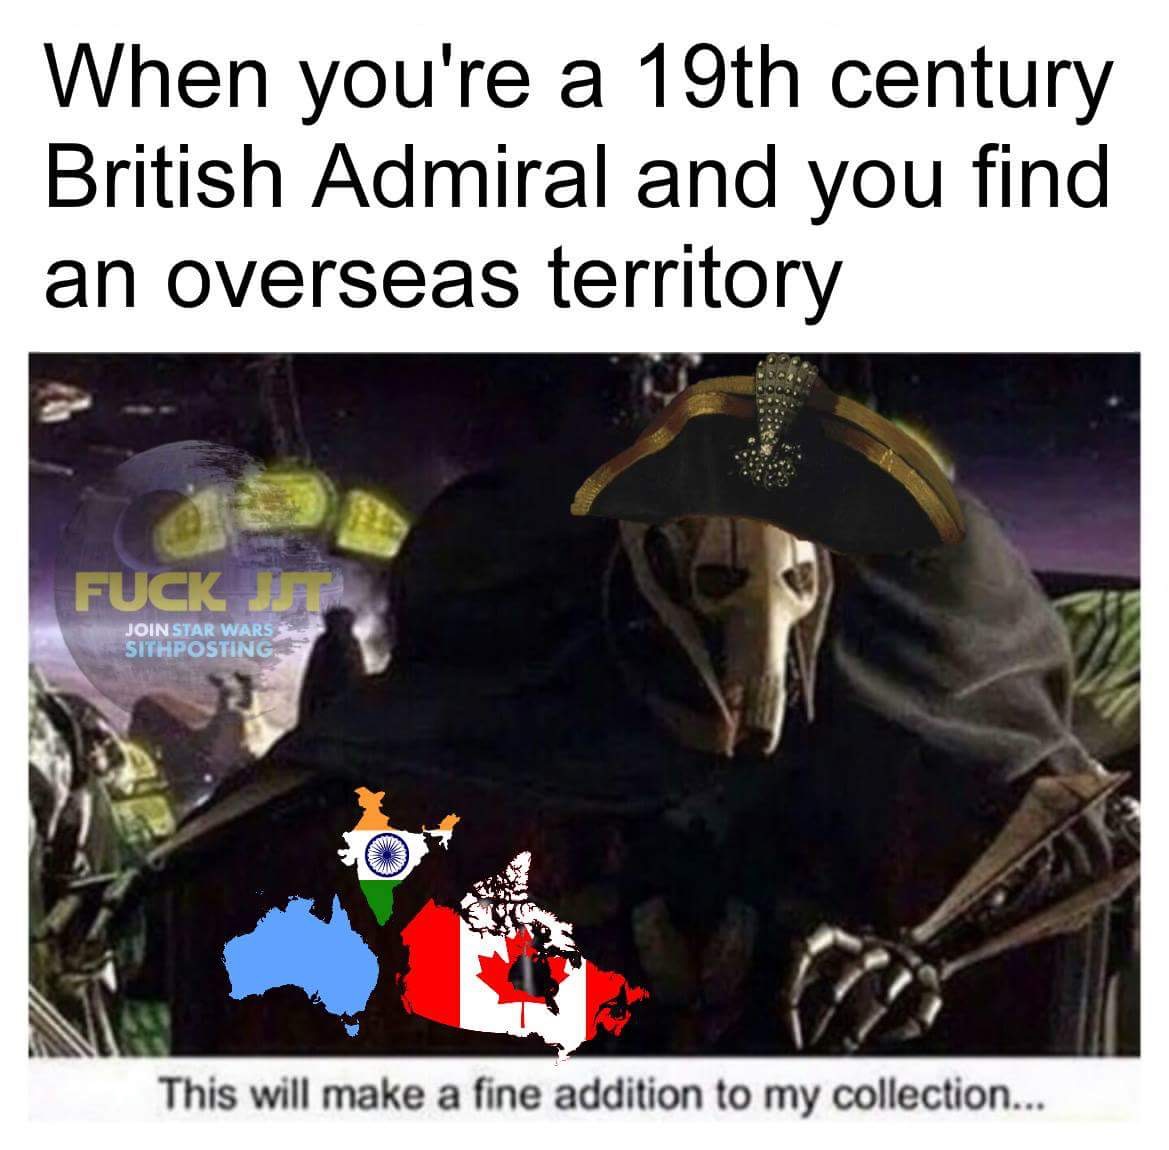 When you're a 19th century
British Admiral and you find
an overseas territory
FUCK JJT
JOIN STAR WARS
SITHPOSTING
This will make a fine addition to my collection...